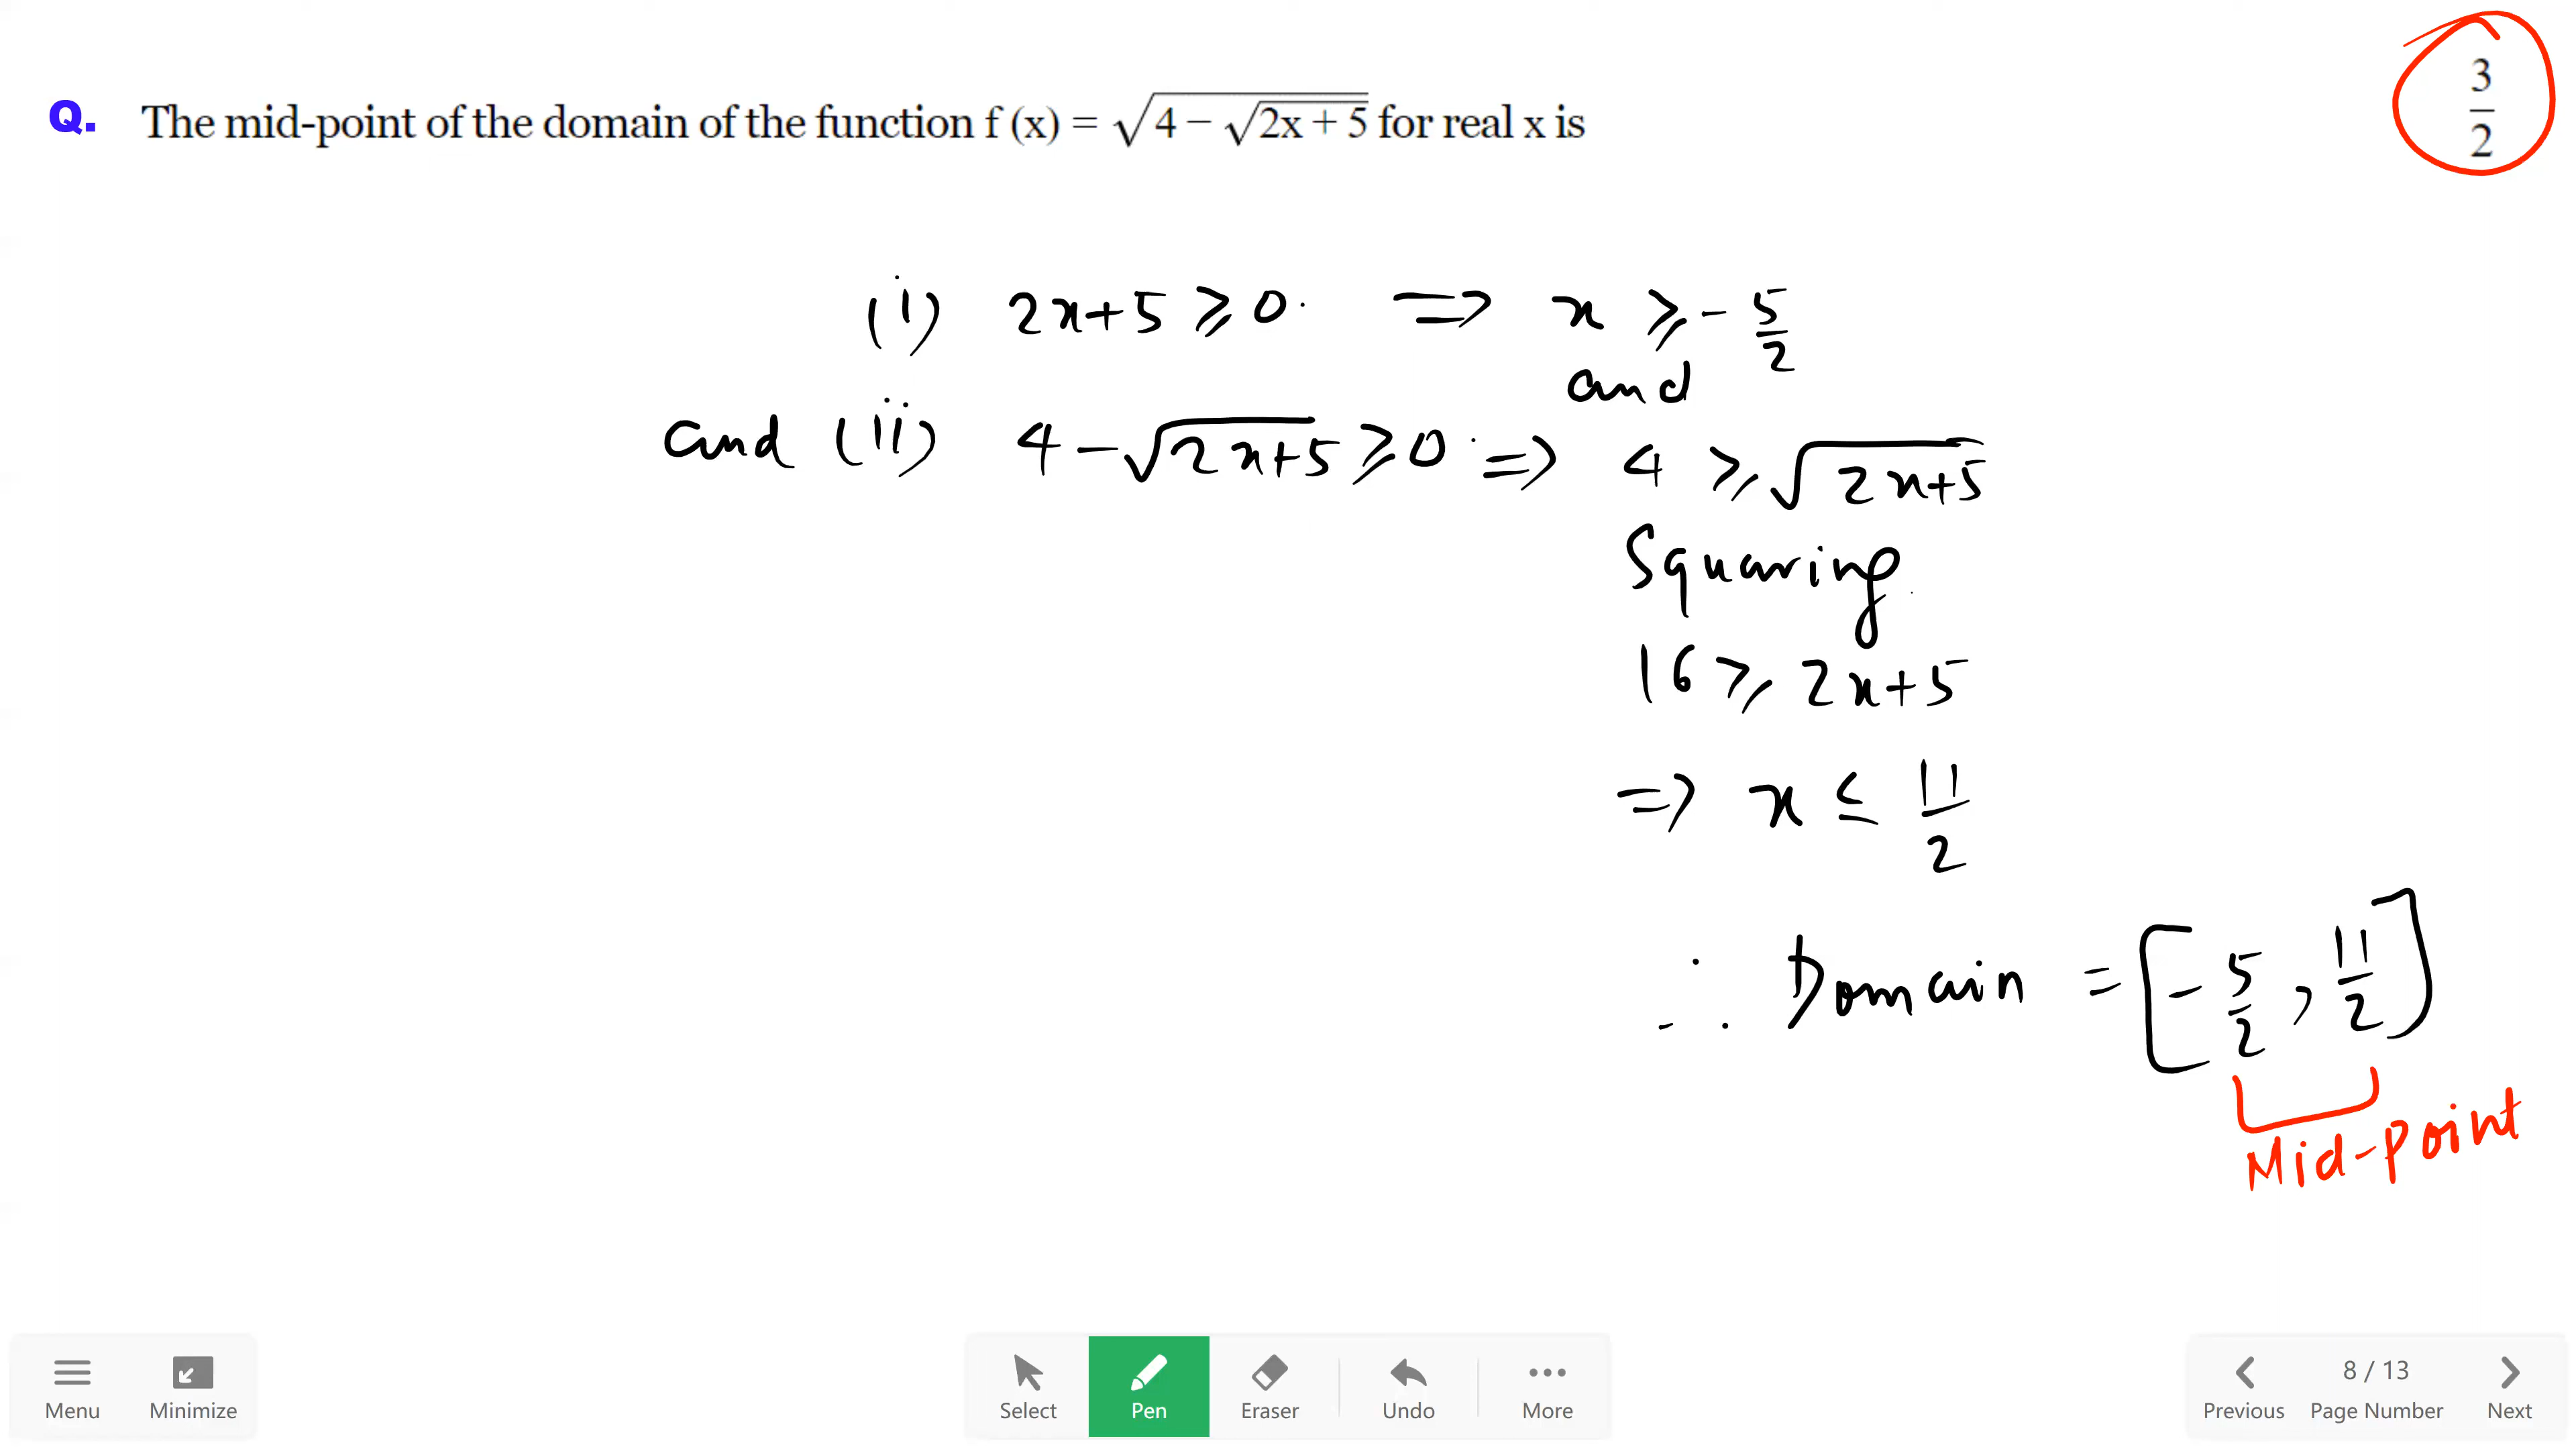 3/2
Q. The mid-point of the domain of the function f (x) = √(4 − √(2x + 5)) for real x is
(i) 2x+5 ≥ 0 ⇒ x ≥ - 5/2
and
and (ii) 4 - √(2x+5) ≥ 0 ⇒ 4 ≥ √(2x+5)
Squaring
16 ≥ 2x+5
⇒ x ≤ 11/2
∴ Domain = [- 5/2, 11/2]
Mid-point
Menu Minimize Select Pen Eraser Undo More Previous 8 / 13 Page Number Next